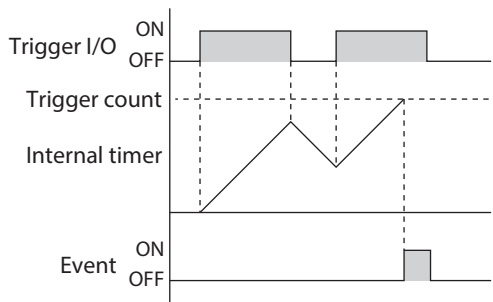 ON
Trigger I/O
OFF
Trigger count
Internal timer
ON
Event
OFF